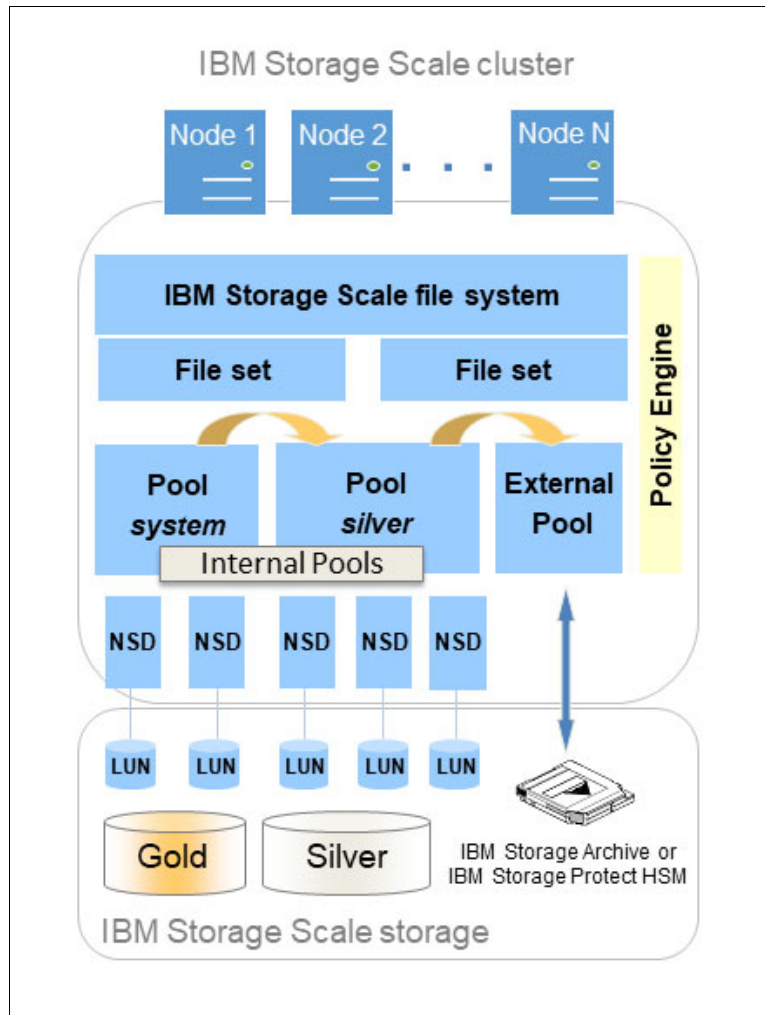 IBM Storage Scale cluster
Node 1
Node 2
Node N
IBM Storage Scale file system
File set
File set
Policy Engine
Pool
system
Pool
silver
External
Pool
Internal Pools
NSD
NSD
NSD
NSD
NSD
LUN
LUN
LUN
LUN
LUN
Gold
Silver
IBM Storage Archive or
IBM Storage Protect HSM
IBM Storage Scale storage